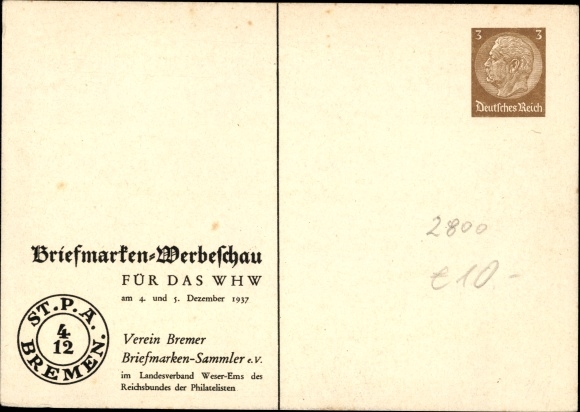 3 3
Deutsches Reich
2800
€10.-
Briefmarken-Werbeschau
FÜR DAS WHW
am 4. und 5. Dezember 1937
ST.P.A.
4
12
BREMEN.
Verein Bremer
Briefmarken-Sammler e.V.
im Landesverband Weser-Ems des
Reichsbundes der Philatelisten